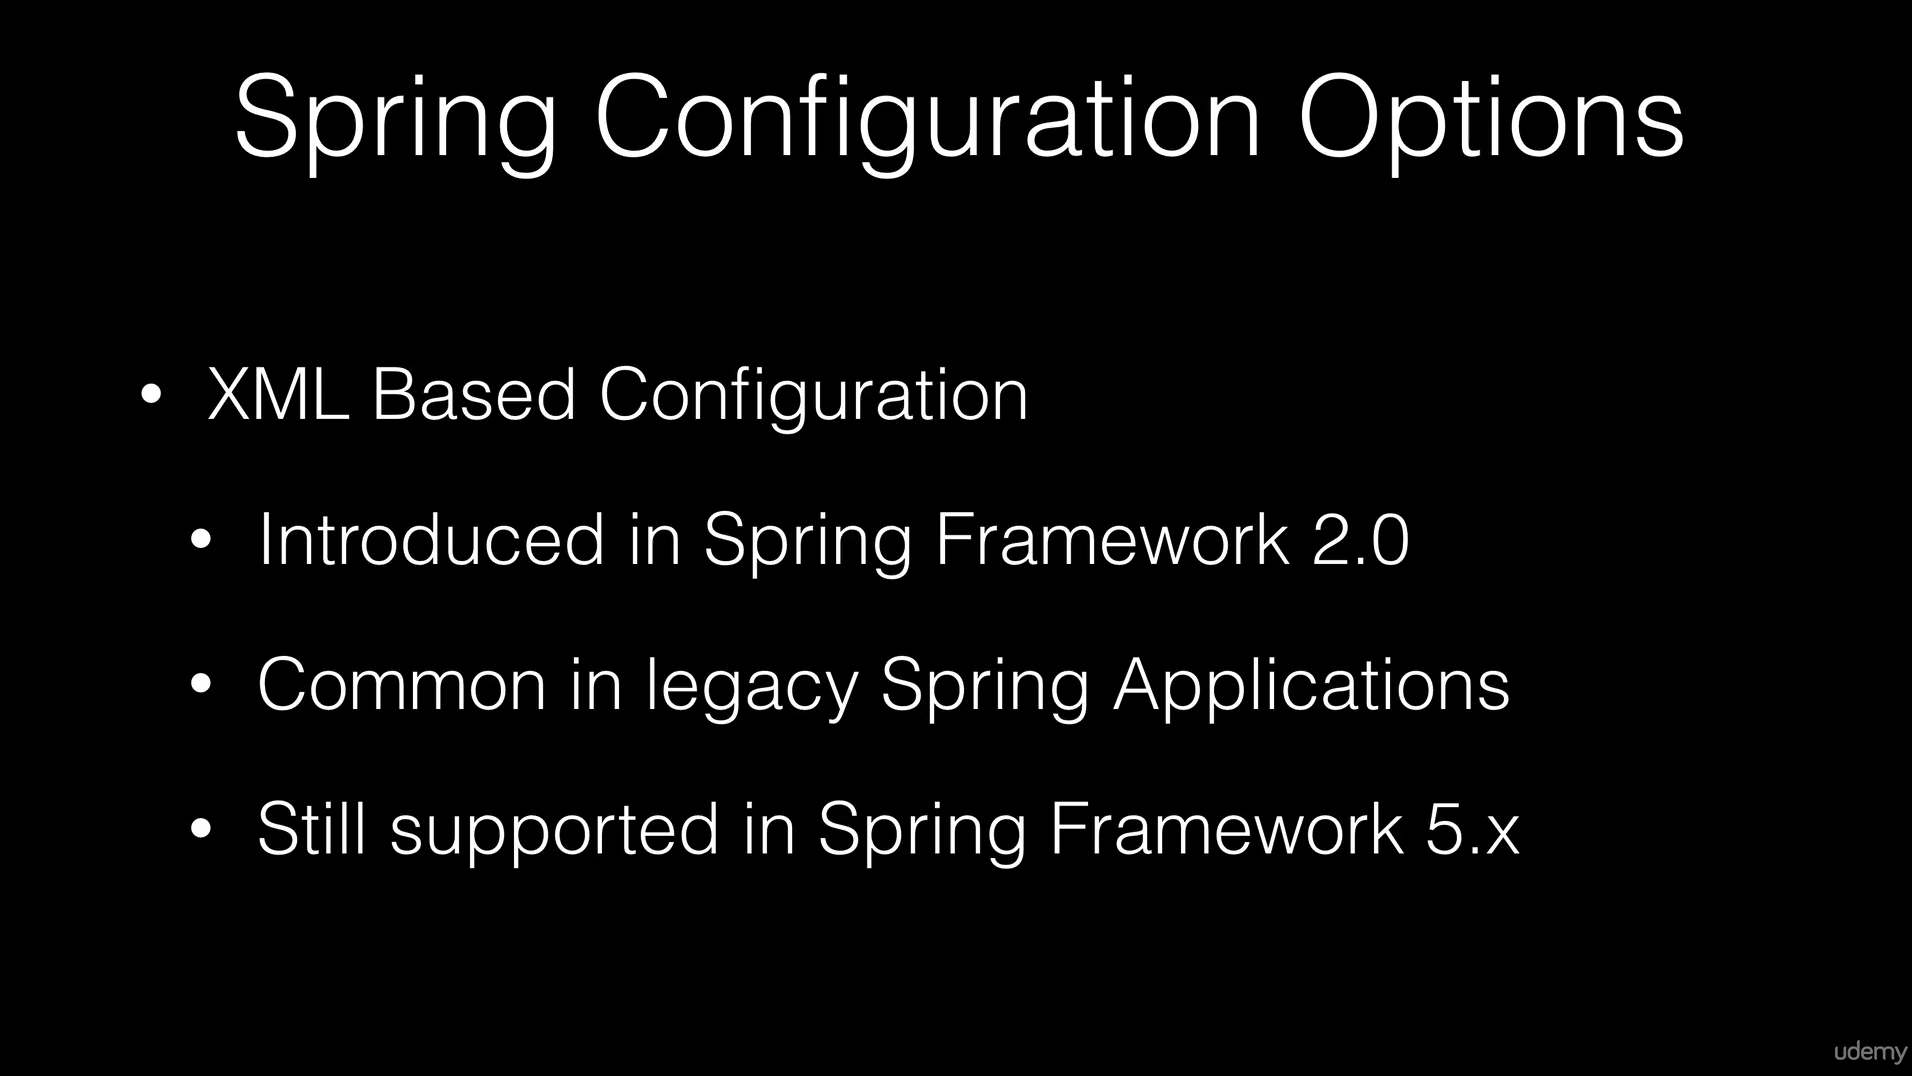 Spring Configuration Options
• XML Based Configuration
• Introduced in Spring Framework 2.0
• Common in legacy Spring Applications
• Still supported in Spring Framework 5.x
udemy